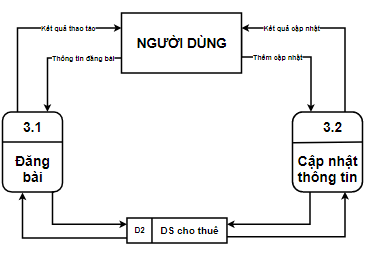 Kết quả thao táo
Kết quả cập nhật
NGƯỜI DÙNG
Thông tin đăng bài
Thêm cập nhật
3.1
Đăng
bài
3.2
Cập nhật
thông tin
D2
DS cho thuê